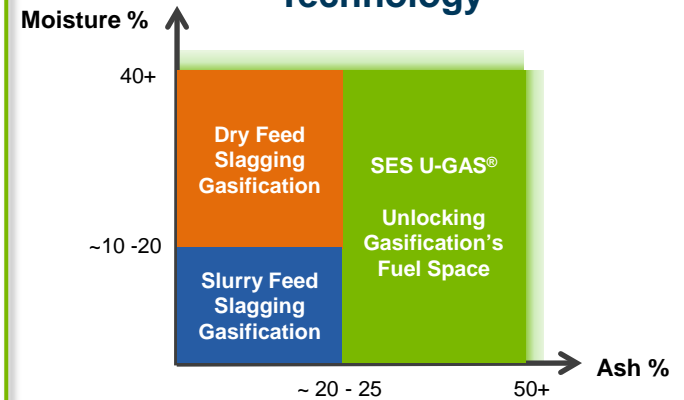 Technology
Moisture %
40+
Dry Feed
Slagging
Gasification
SES U-GAS®
Unlocking
Gasification’s
Fuel Space
~10 -20
Slurry Feed
Slagging
Gasification
Ash %
~ 20 - 25
50+